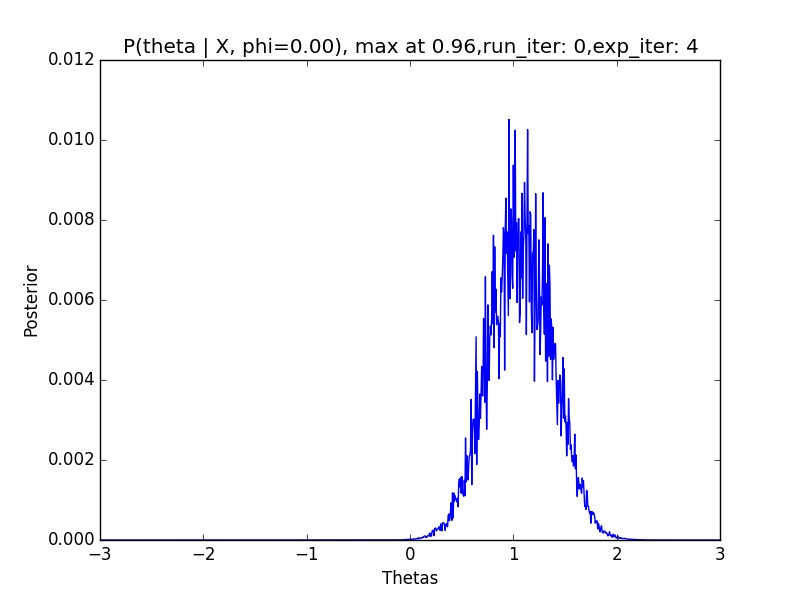 P(theta | X, phi=0.00), max at 0.96,run_iter: 0,exp_iter: 4
0.012
0.010
0.008
0.006
0.004
0.002
0.000
Posterior
−3 −2 −1 0 1 2 3
Thetas